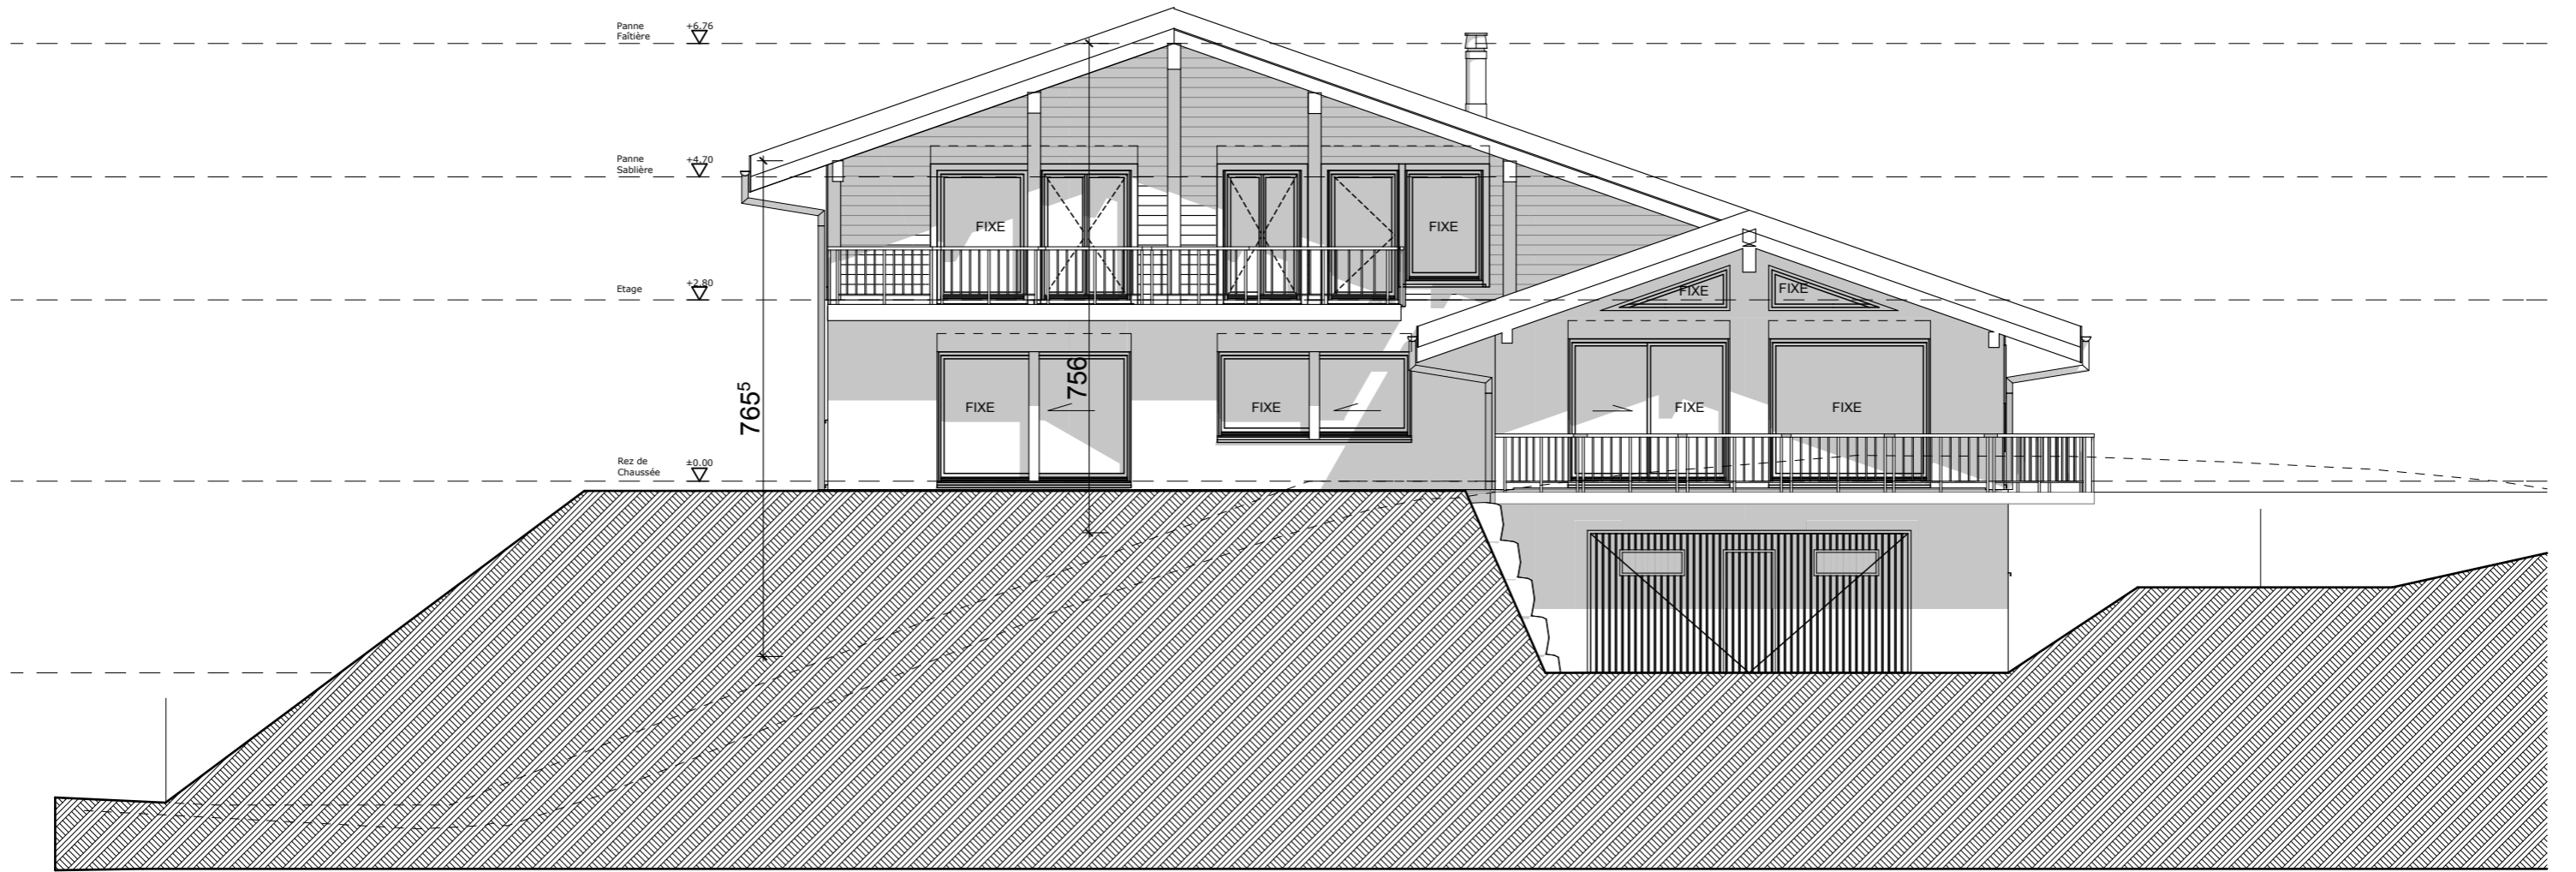 Panne
Faîtière
+6.76
Panne
Sablière
+4.70
FIXE
FIXE
Etage
+2.80
FIXE
FIXE
765⁵
756
FIXE
FIXE
FIXE
FIXE
Rez de
Chaussée
±0.00